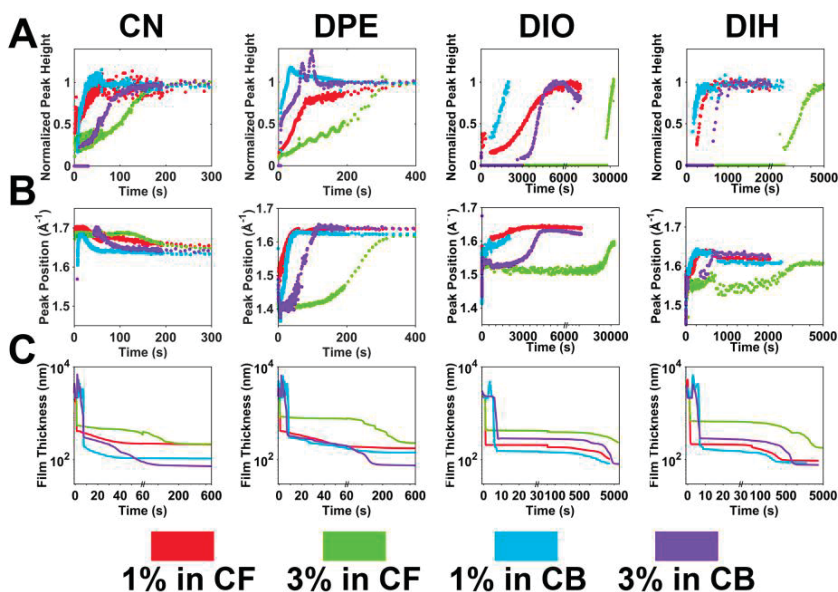 CN DPE DIO DIH
A
Normalized Peak Height
1
0.5
0
0 100 200 300
Time (s)
Normalized Peak Height
1
0.5
0
0 200 400
Time (s)
Normalized Peak Height
1
0.5
0
0 3000 6000 30000
Time (s)
Normalized Peak Height
1
0.5
0
0 1000 2000 5000
Time (s)
B
Peak Position (Å⁻¹)
1.7
1.6
1.5
0 100 200 300
Time (s)
Peak Position (Å⁻¹)
1.7
1.6
1.5
1.4
0 200 400
Time (s)
Peak Position (Å⁻¹)
1.7
1.6
1.5
1.4
0 3000 6000 30000
Time (s)
Peak Position (Å⁻¹)
1.7
1.6
1.5
0 1000 2000 5000
Time (s)
C
Film Thickness (nm)
10⁴
10²
0 20 40 60 200 600
Time (s)
Film Thickness (nm)
10⁴
10²
0 20 40 60 200 600
Time (s)
Film Thickness (nm)
10⁴
10²
0 10 20 30 100 500 5000
Time (s)
Film Thickness (nm)
10⁴
10²
0 10 20 30 100 500 5000
Time (s)
1% in CF 3% in CF 1% in CB 3% in CB